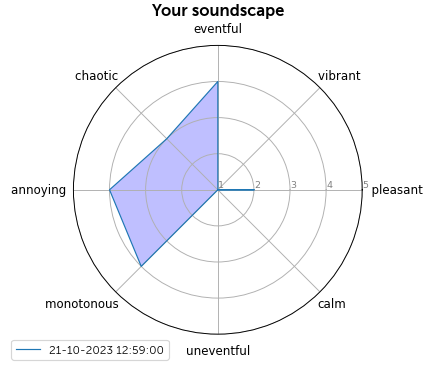 Your soundscape
eventful
chaotic
vibrant
annoying
1 2 3 4 5
pleasant
monotonous
calm
uneventful
21-10-2023 12:59:00